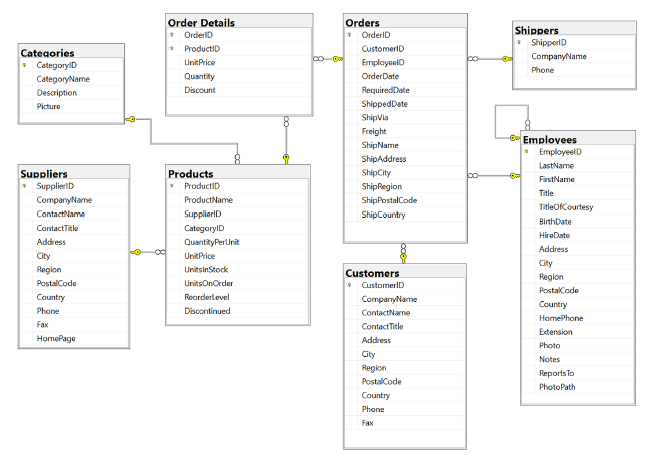 Categories
CategoryID
CategoryName
Description
Picture
Order Details
OrderID
ProductID
UnitPrice
Quantity
Discount
Orders
OrderID
CustomerID
EmployeeID
OrderDate
RequiredDate
ShippedDate
ShipVia
Freight
ShipName
ShipAddress
ShipCity
ShipRegion
ShipPostalCode
ShipCountry
Shippers
ShipperID
CompanyName
Phone
Suppliers
SupplierID
CompanyName
ContactName
ContactTitle
Address
City
Region
PostalCode
Country
Phone
Fax
HomePage
Products
ProductID
ProductName
SupplierID
CategoryID
QuantityPerUnit
UnitPrice
UnitsInStock
UnitsOnOrder
ReorderLevel
Discontinued
Customers
CustomerID
CompanyName
ContactName
ContactTitle
Address
City
Region
PostalCode
Country
Phone
Fax
Employees
EmployeeID
LastName
FirstName
Title
TitleOfCourtesy
BirthDate
HireDate
Address
City
Region
PostalCode
Country
HomePhone
Extension
Photo
Notes
ReportsTo
PhotoPath